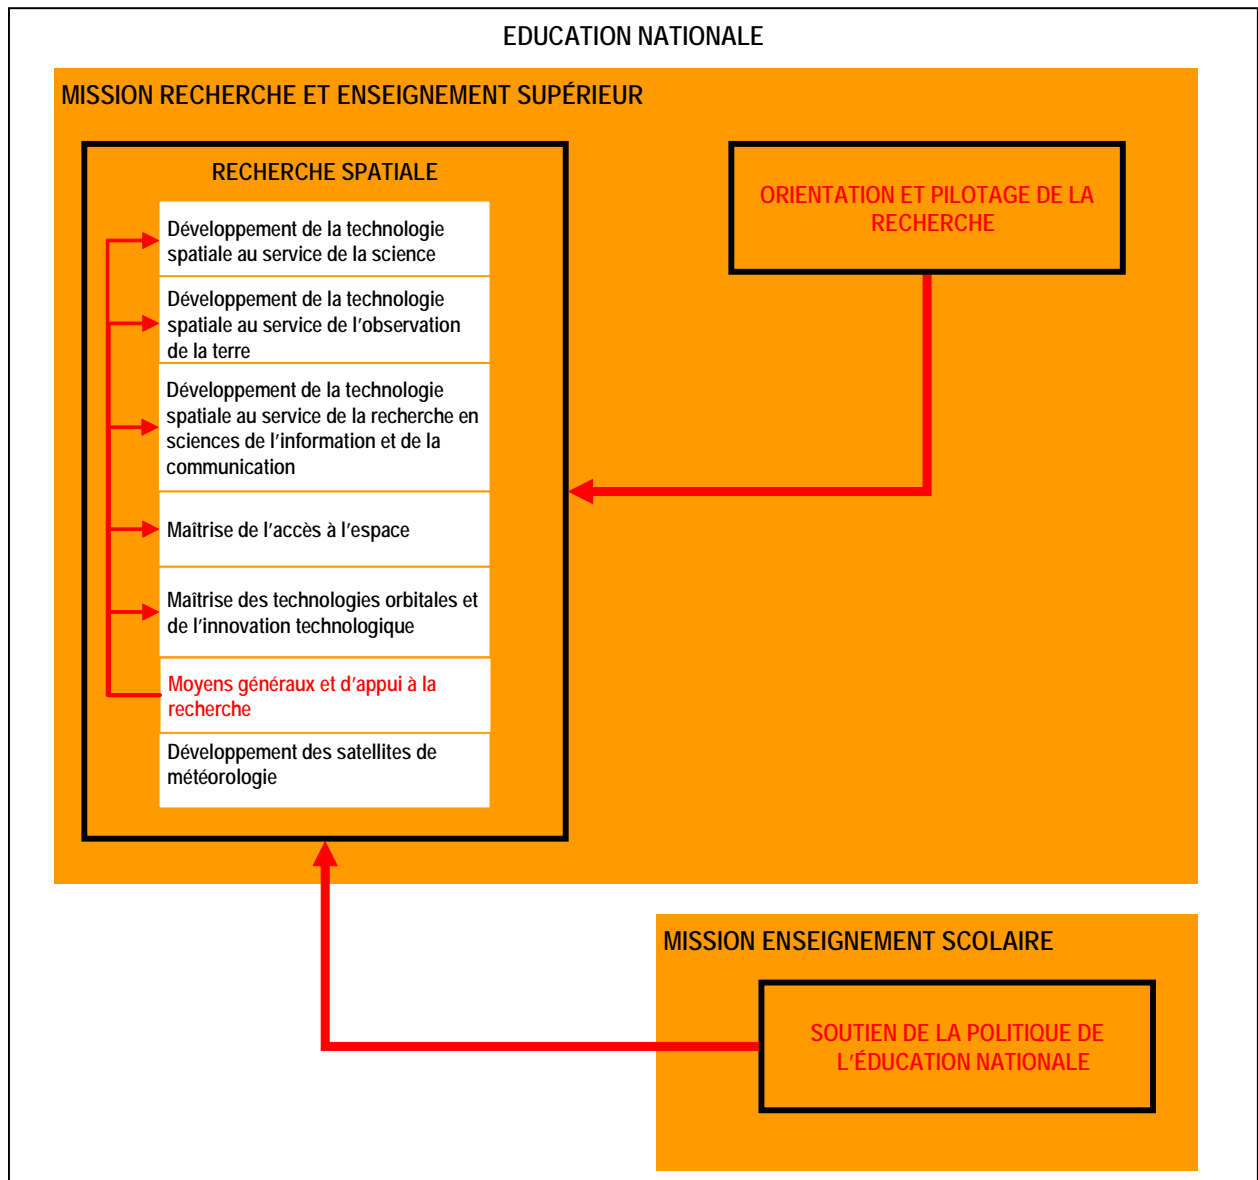 EDUCATION NATIONALE
MISSION RECHERCHE ET ENSEIGNEMENT SUPÉRIEUR
RECHERCHE SPATIALE
Développement de la technologie
spatiale au service de la science
Développement de la technologie
spatiale au service de l'observation
de la terre
Développement de la technologie
spatiale au service de la recherche en
sciences de l'information et de la
communication
Maîtrise de l'accès à l'espace
Maîtrise des technologies orbitales et
de l'innovation technologique
Moyens généraux et d'appui à la
recherche
Développement des satellites de
météorologie
ORIENTATION ET PILOTAGE DE LA
RECHERCHE
MISSION ENSEIGNEMENT SCOLAIRE
SOUTIEN DE LA POLITIQUE DE
L'ÉDUCATION NATIONALE